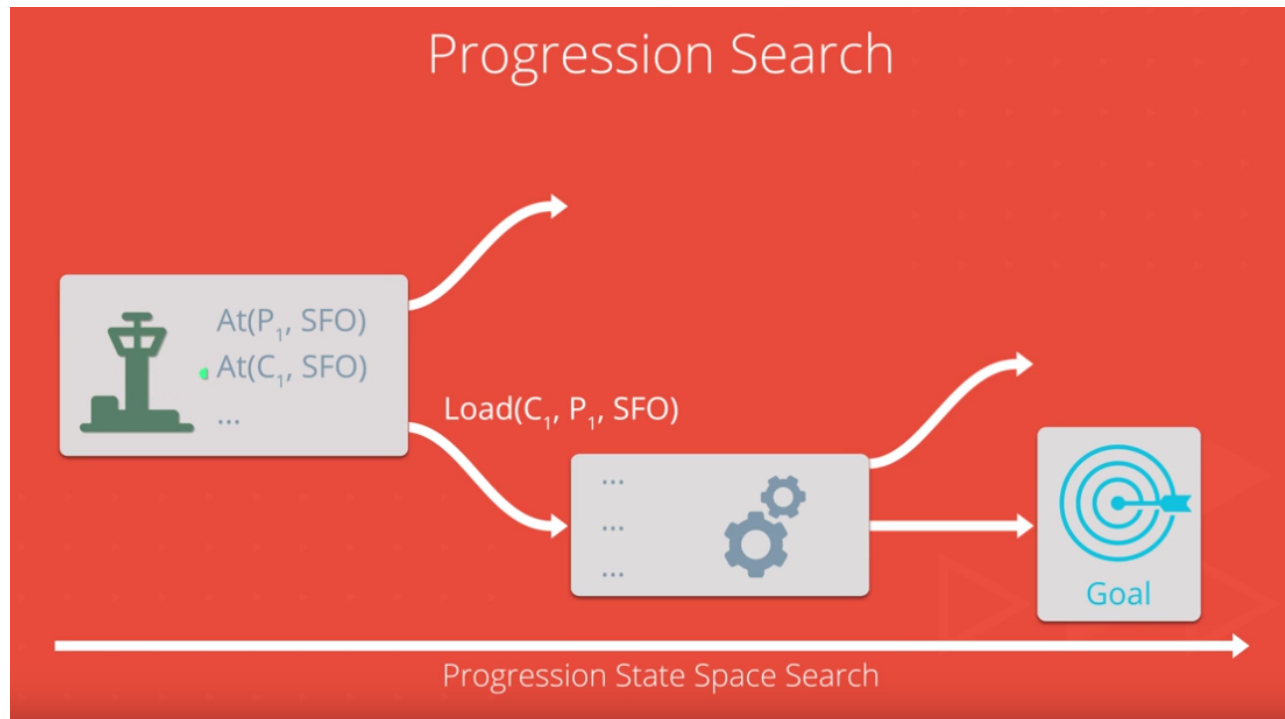 Progression Search
At(P₁, SFO)
At(C₁, SFO)
...
Load(C₁, P₁, SFO)
...
...
...
Goal
Progression State Space Search